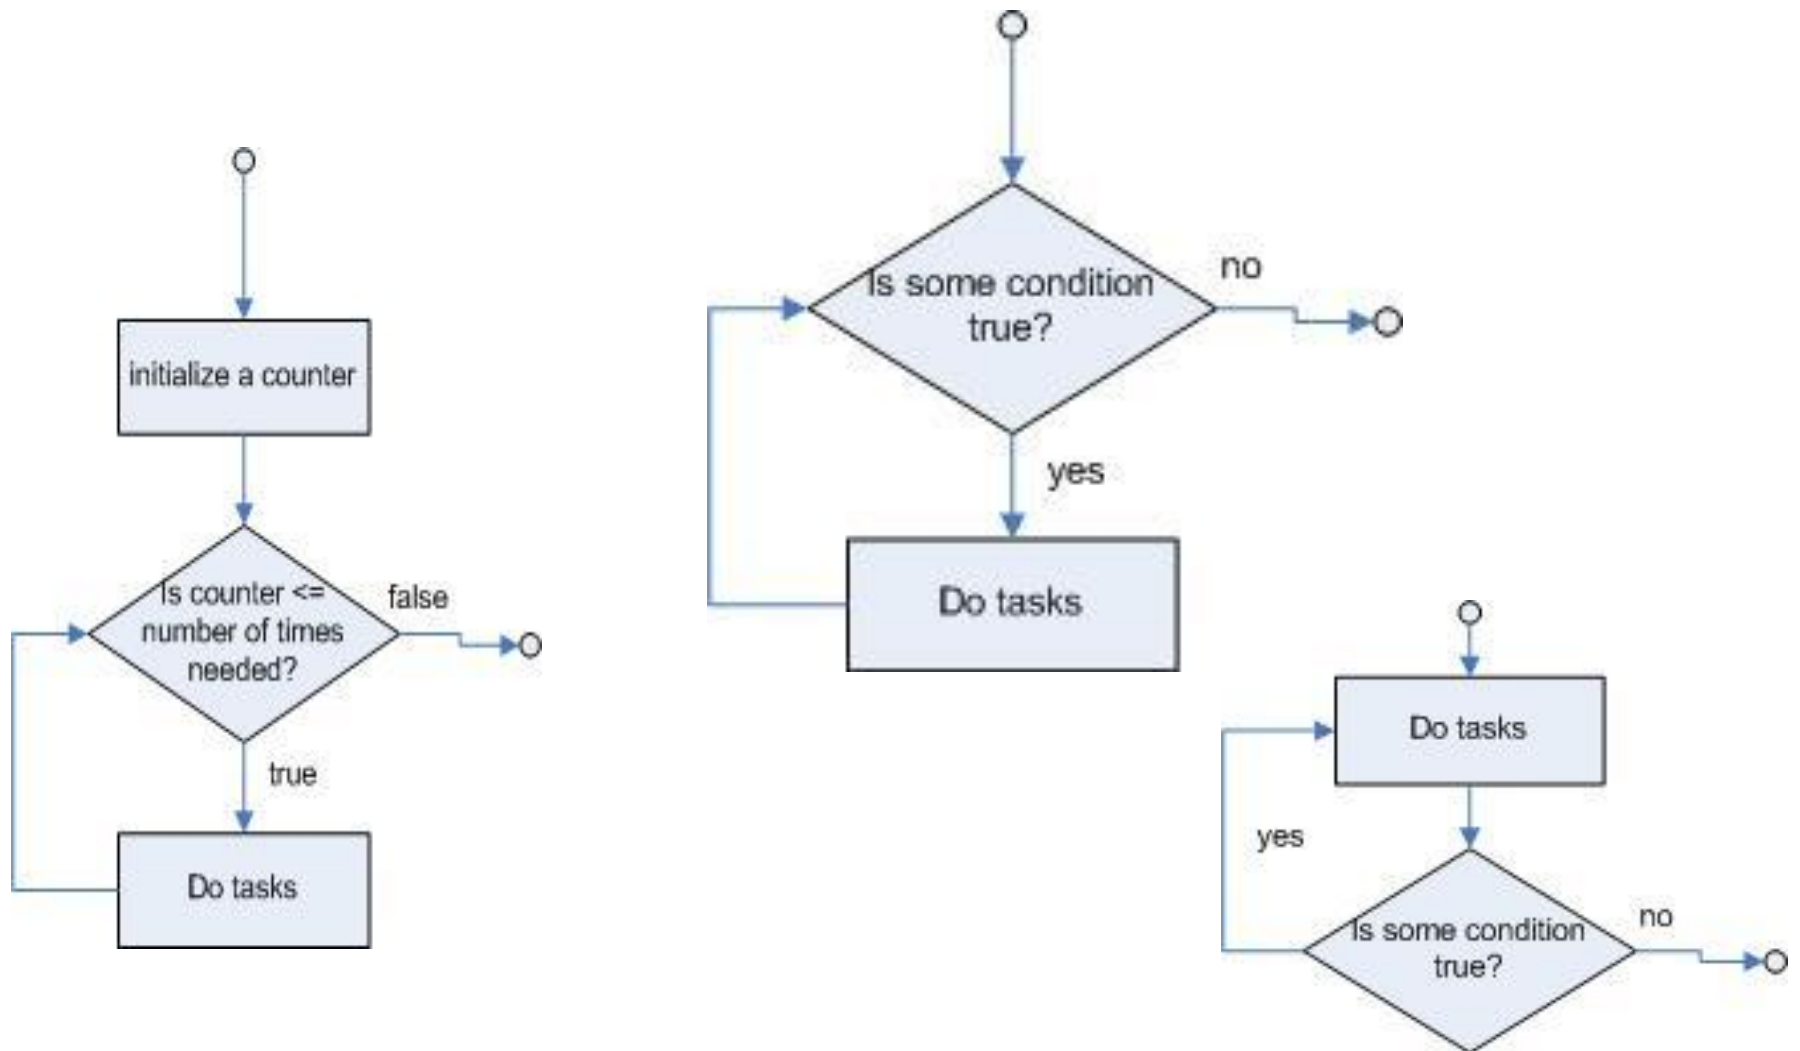 initialize a counter
Is counter <=
number of times
needed?
false
true
Do tasks
Is some condition
true?
no
yes
Do tasks
Do tasks
yes
Is some condition
true?
no